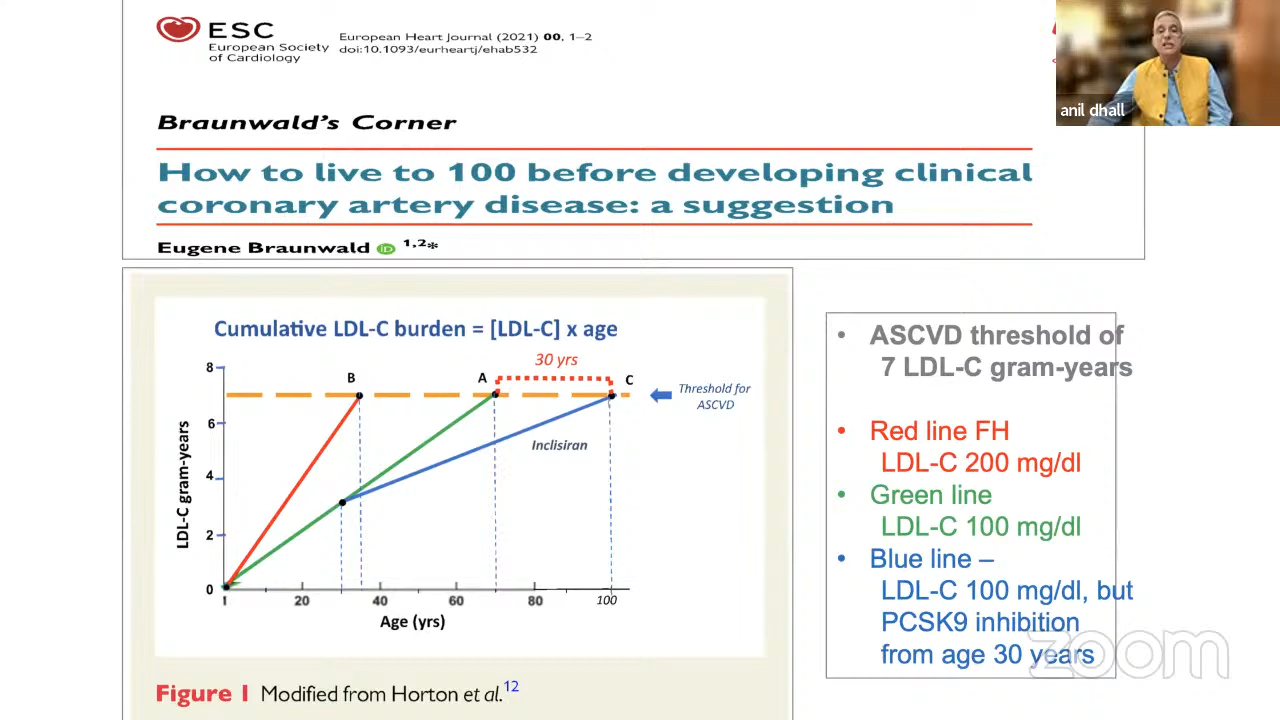 ESC
European Society
of Cardiology
European Heart Journal (2021) 00, 1–2
doi:10.1093/eurheartj/ehab532
anil dhall
Braunwald's Corner
How to live to 100 before developing clinical
coronary artery disease: a suggestion
Eugene Braunwald iD 1,2*
Cumulative LDL-C burden = [LDL-C] x age
30 yrs
8
B
A
C
Threshold for
ASCVD
6
Inclisiran
4
LDL-C gram-years
2
0
1
20
40
60
80
100
Age (yrs)
Figure 1 Modified from Horton et al.12
• ASCVD threshold of
7 LDL-C gram-years
• Red line FH
LDL-C 200 mg/dl
• Green line
LDL-C 100 mg/dl
• Blue line –
LDL-C 100 mg/dl, but
PCSK9 inhibition
from age 30 years
zoom